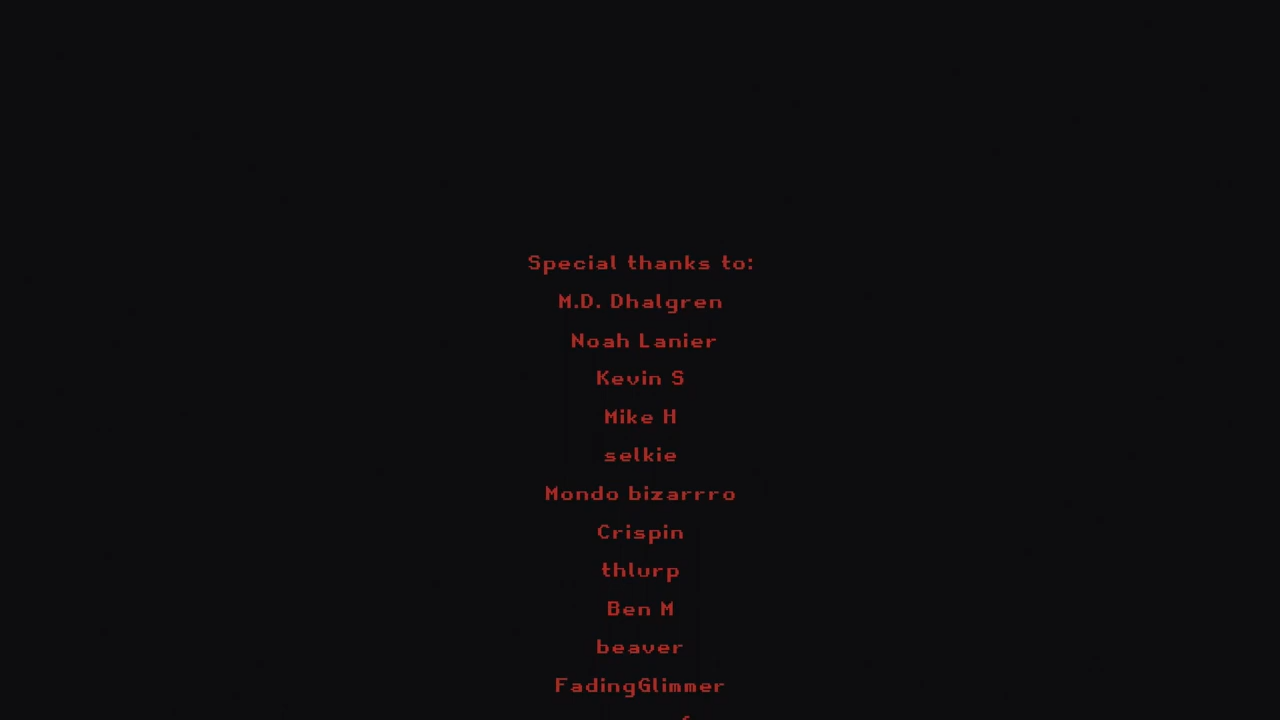 Special thanks to:
M.D. Dhalgren
Noah Lanier
Kevin S
Mike H
selkie
Mondo bizarrro
Crispin
thlurp
Ben M
beaver
FadingGlimmer